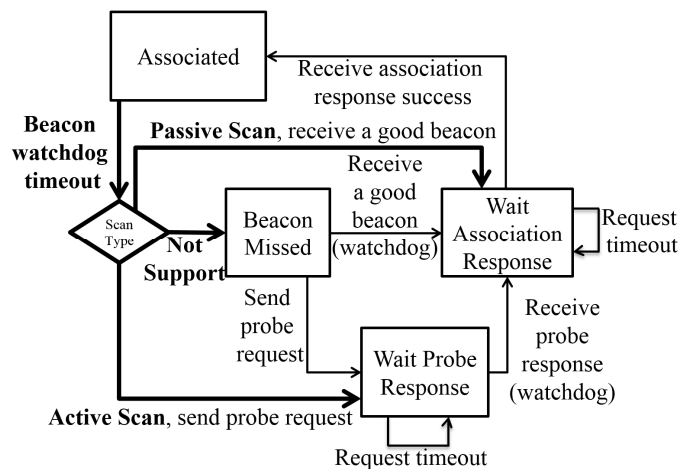 Associated
Receive association
response success
Beacon
watchdog
timeout
Passive Scan, receive a good beacon
Scan
Type
Not
Support
Beacon
Missed
Receive
a good
beacon
(watchdog)
Wait
Association
Response
Request
timeout
Send
probe
request
Wait Probe
Response
Receive
probe
response
(watchdog)
Active Scan, send probe request
Request timeout